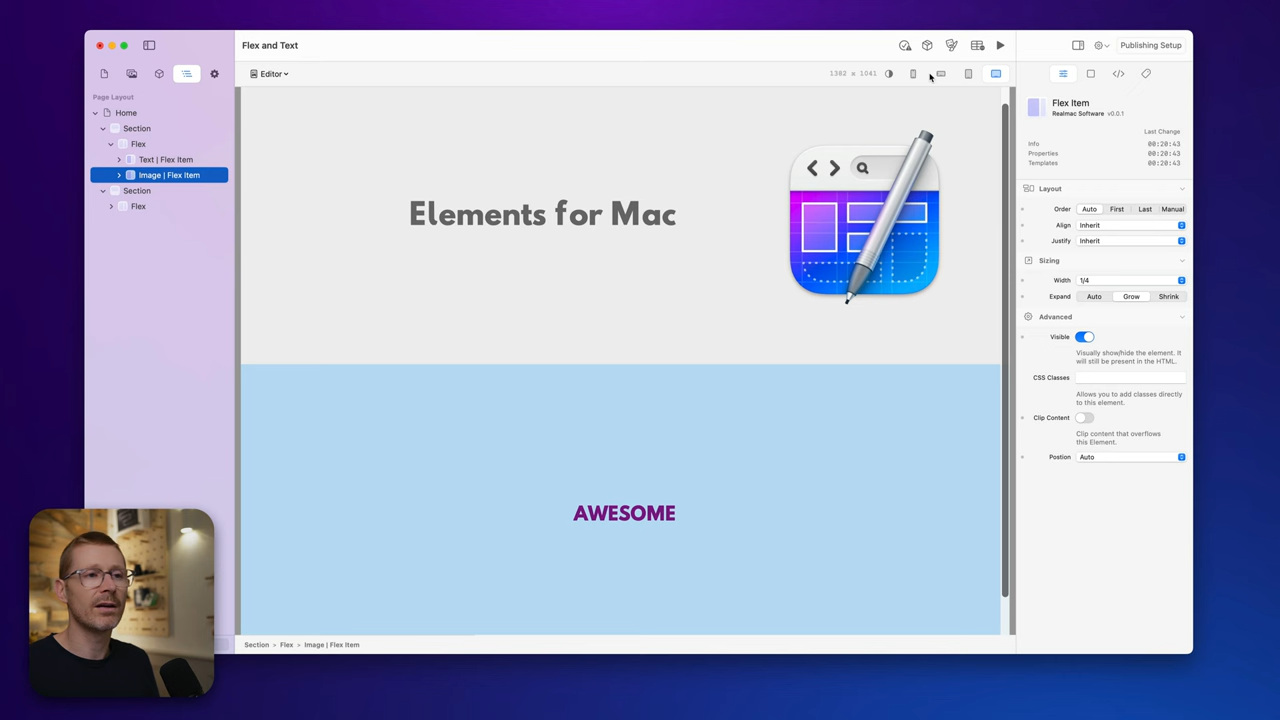 Flex and Text
Publishing Setup
Editor
1382 × 1041
Page Layout
Home
Section
Flex
Text | Flex Item
Image | Flex Item
Section
Flex
Elements for Mac
AWESOME
Section > Flex > Image | Flex Item
Flex Item
Realmac Software v0.0.1
Last Change
Info 00:20:43
Properties 00:20:43
Templates 00:20:43
Layout
Order Auto First Last Manual
Align Inherit
Justify Inherit
Sizing
Width 1/4
Expand Auto Grow Shrink
Advanced
Visible
Visually show/hide the element. It
will still be present in the HTML.
CSS Classes
Allows you to add classes directly
to this element.
Clip Content
Clip content that overflows
this Element.
Postion Auto